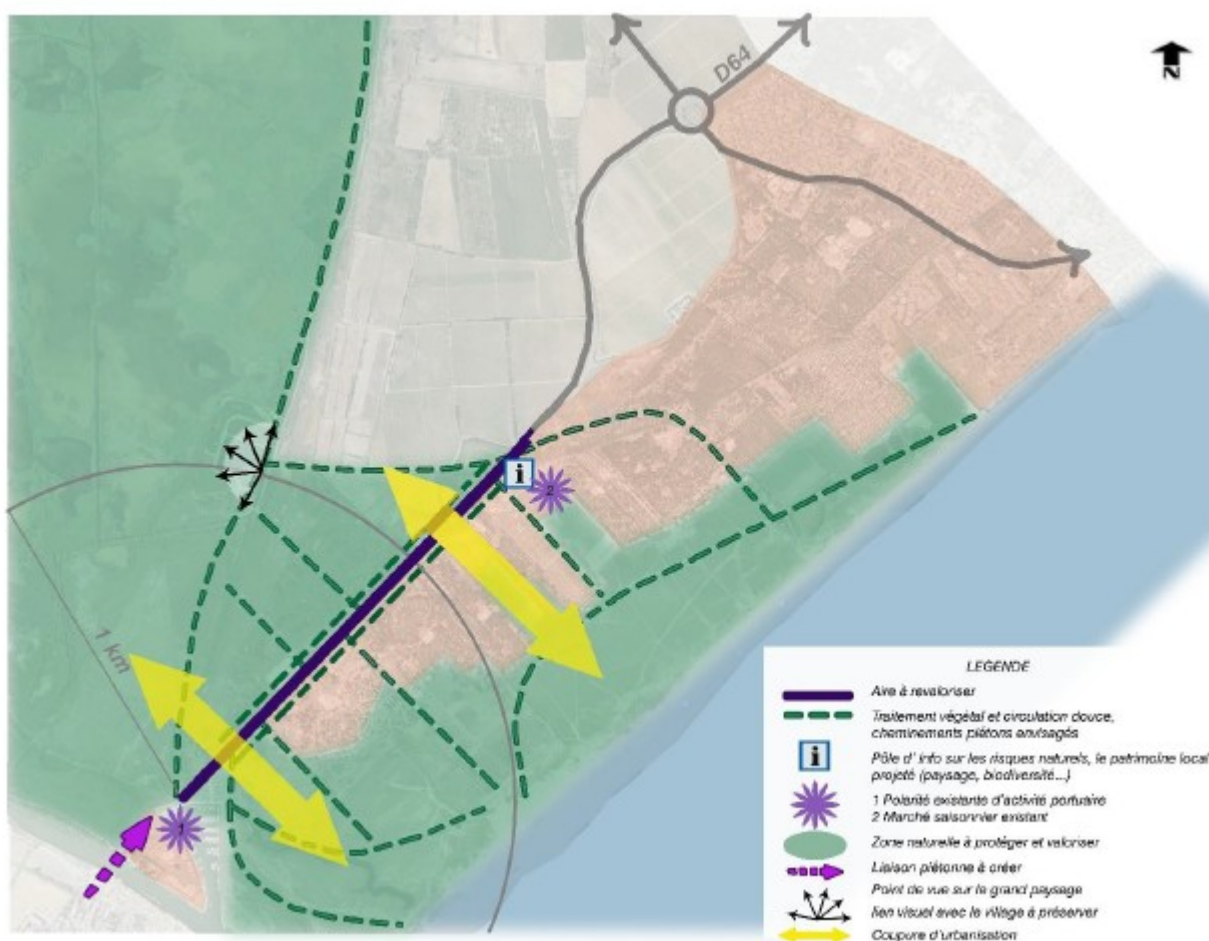 D64
N
i
2
1 km
1
LEGENDE
Aire à revaloriser
Traitement végétal et circulation douce,
cheminements piétons envisagés
i
Pôle d' info sur les risques naturels, le patrimoine local
projeté (paysage, biodiversité...)
1 Polarité existante d'activité portuaire
2 Marché saisonnier existant
Zone naturelle à protéger et valoriser
Liaison piétonne à créer
Point de vue sur le grand paysage
lien visuel avec le village à préserver
Coupure d'urbanisation